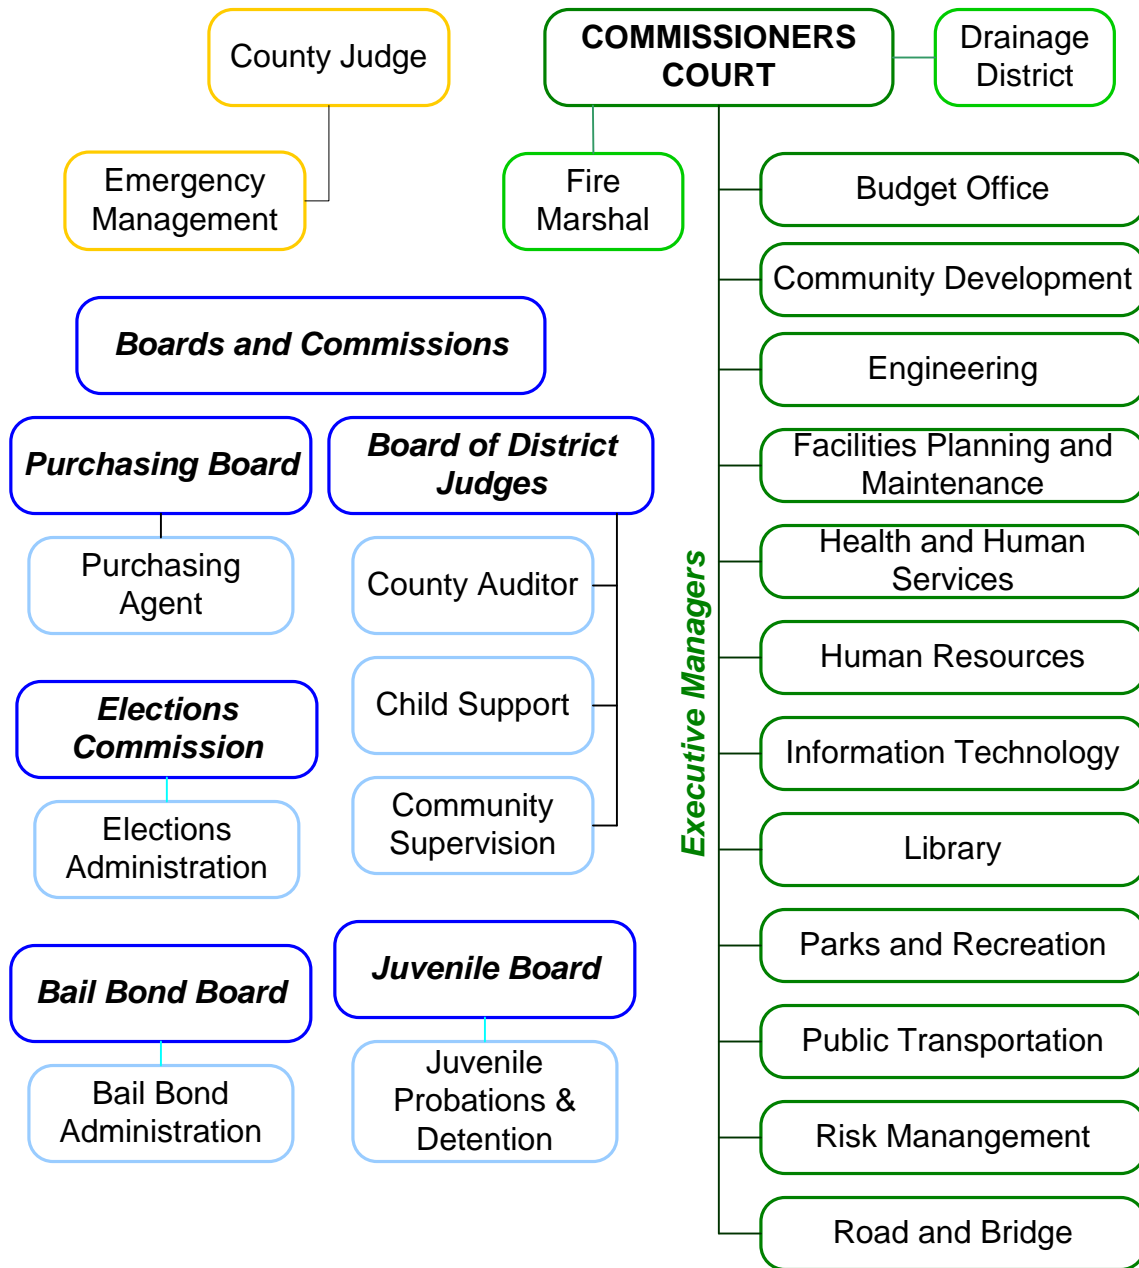 County Judge
COMMISSIONERS
COURT
Drainage
District
Emergency
Management
Fire
Marshal
Boards and Commissions
Purchasing Board
Purchasing
Agent
Board of District
Judges
County Auditor
Child Support
Community
Supervision
Elections
Commission
Elections
Administration
Bail Bond Board
Bail Bond
Administration
Juvenile Board
Juvenile
Probations &
Detention
Executive Managers
Budget Office
Community Development
Engineering
Facilities Planning and
Maintenance
Health and Human
Services
Human Resources
Information Technology
Library
Parks and Recreation
Public Transportation
Risk Manangement
Road and Bridge